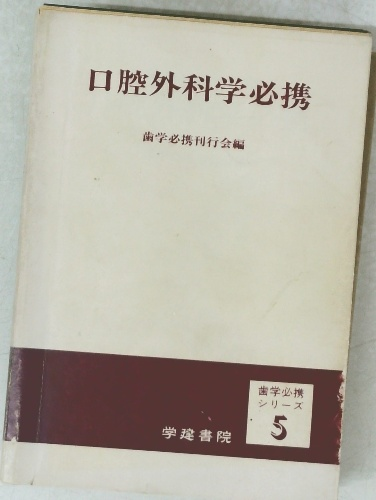 口腔外科学必携
歯学必携刊行会編
歯学必携
シリーズ
5
学建書院